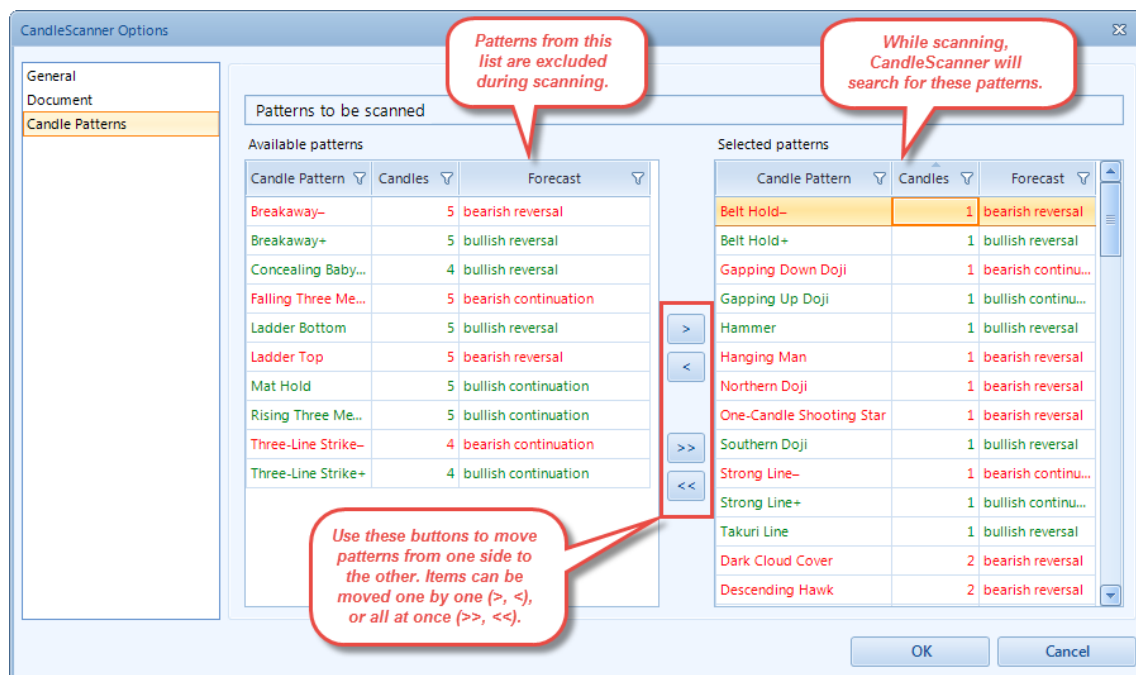 CandleScanner Options
Patterns from this
list are excluded
during scanning.
While scanning,
CandleScanner will
search for these patterns.
General
Document
Candle Patterns
Patterns to be scanned
Available patterns
Candle Pattern Candles Forecast
Breakaway– 5 bearish reversal
Breakaway+ 5 bullish reversal
Concealing Baby... 4 bullish reversal
Falling Three Me... 5 bearish continuation
Ladder Bottom 5 bullish reversal
Ladder Top 5 bearish reversal
Mat Hold 5 bullish continuation
Rising Three Me... 5 bullish continuation
Three-Line Strike– 4 bearish continuation
Three-Line Strike+ 4 bullish continuation
>
<
>>
<<
Use these buttons to move
patterns from one side to
the other. Items can be
moved one by one (>, <),
or all at once (>>, <<).
Selected patterns
Candle Pattern Candles Forecast
Belt Hold– 1 bearish reversal
Belt Hold+ 1 bullish reversal
Gapping Down Doji 1 bearish continu...
Gapping Up Doji 1 bullish continu...
Hammer 1 bullish reversal
Hanging Man 1 bearish reversal
Northern Doji 1 bearish reversal
One-Candle Shooting Star 1 bearish reversal
Southern Doji 1 bullish reversal
Strong Line– 1 bearish continu...
Strong Line+ 1 bullish continu...
Takuri Line 1 bullish reversal
Dark Cloud Cover 2 bearish reversal
Descending Hawk 2 bearish reversal
OK Cancel